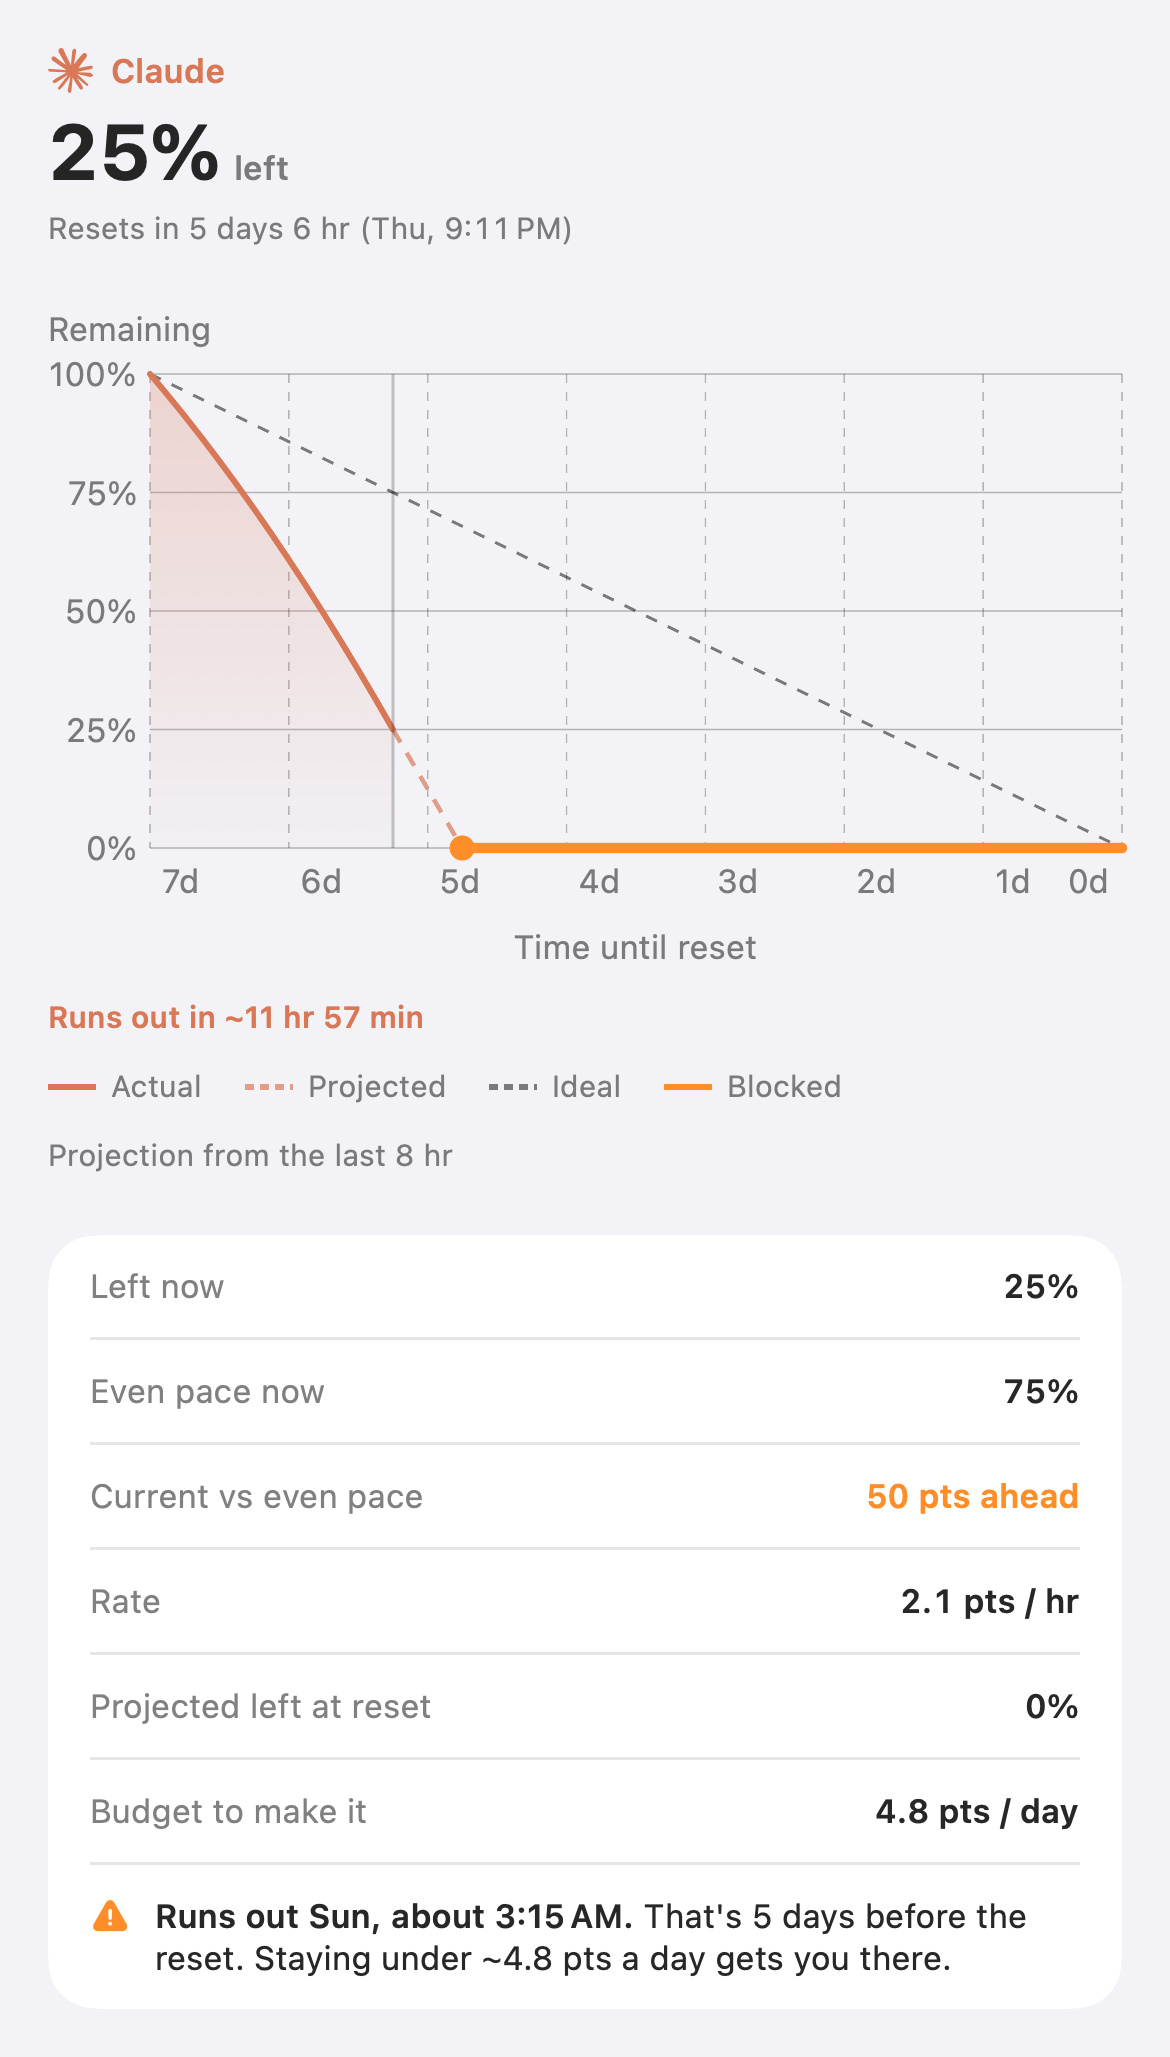 Claude
25% left
Resets in 5 days 6 hr (Thu, 9:11 PM)
Remaining
100%
75%
50%
25%
0%
7d 6d 5d 4d 3d 2d 1d 0d
Time until reset
Runs out in ~11 hr 57 min
Actual Projected Ideal Blocked
Projection from the last 8 hr
Left now 25%
Even pace now 75%
Current vs even pace 50 pts ahead
Rate 2.1 pts / hr
Projected left at reset 0%
Budget to make it 4.8 pts / day
Runs out Sun, about 3:15 AM. That's 5 days before the
reset. Staying under ~4.8 pts a day gets you there.